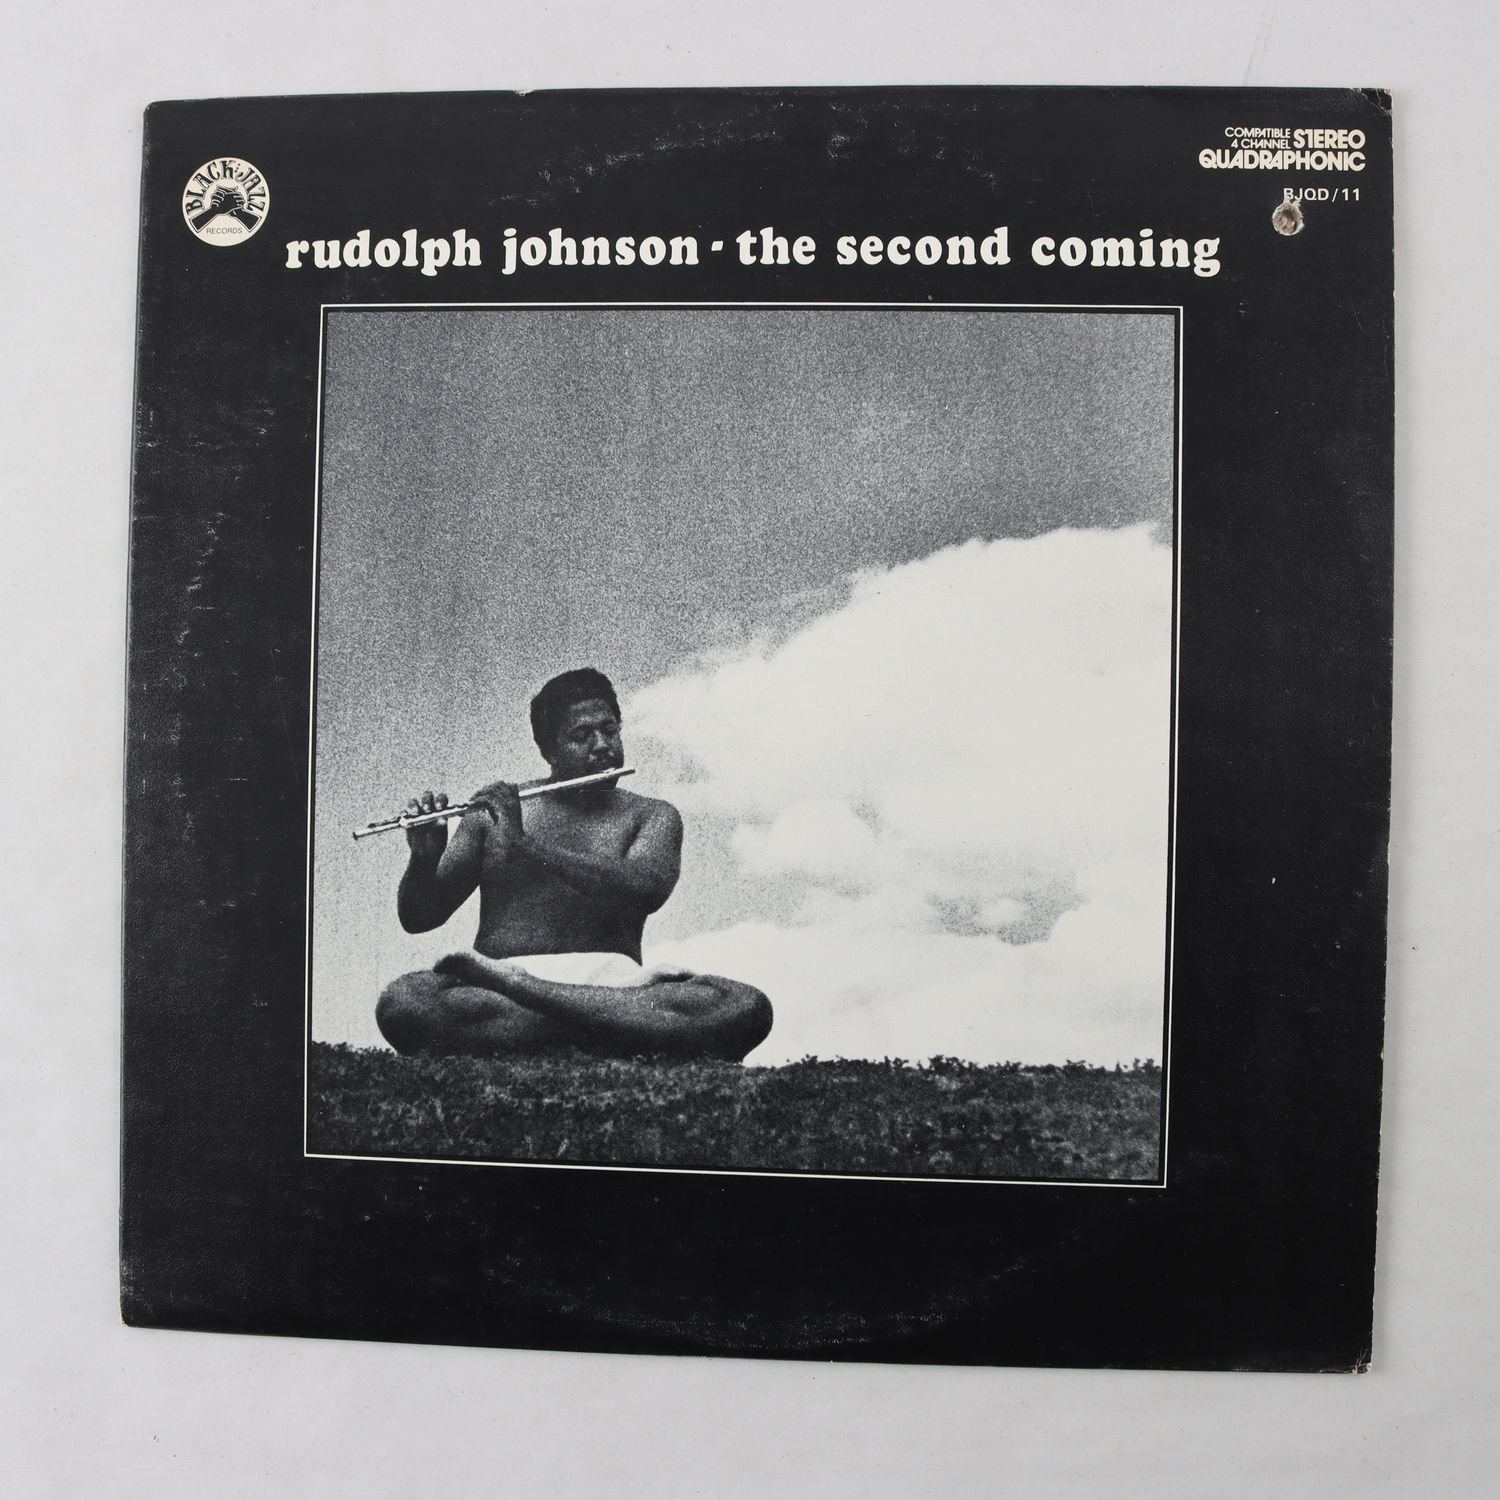 BLACK JAZZ
RECORDS
COMPATIBLE
4 CHANNEL STEREO
QUADRAPHONIC
BJQD/11
rudolph johnson - the second coming